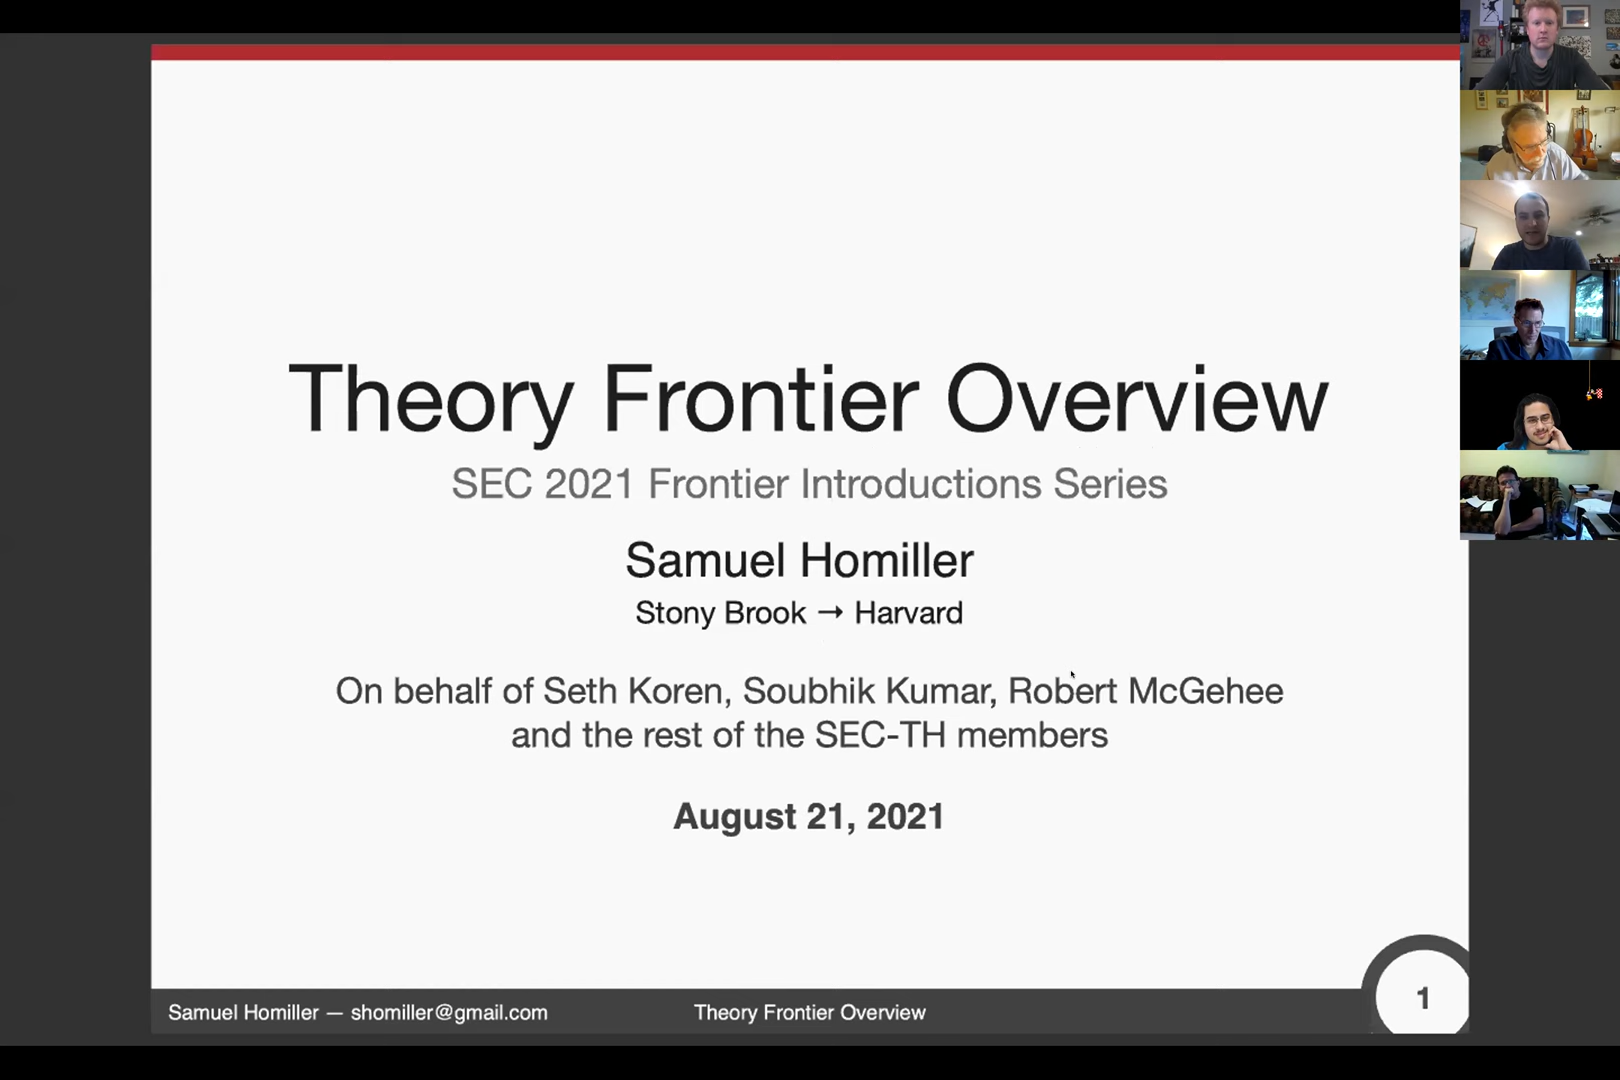 Theory Frontier Overview
SEC 2021 Frontier Introductions Series
Samuel Homiller
Stony Brook → Harvard
On behalf of Seth Koren, Soubhik Kumar, Robert McGehee
and the rest of the SEC-TH members
August 21, 2021
Samuel Homiller — shomiller@gmail.com
Theory Frontier Overview
1